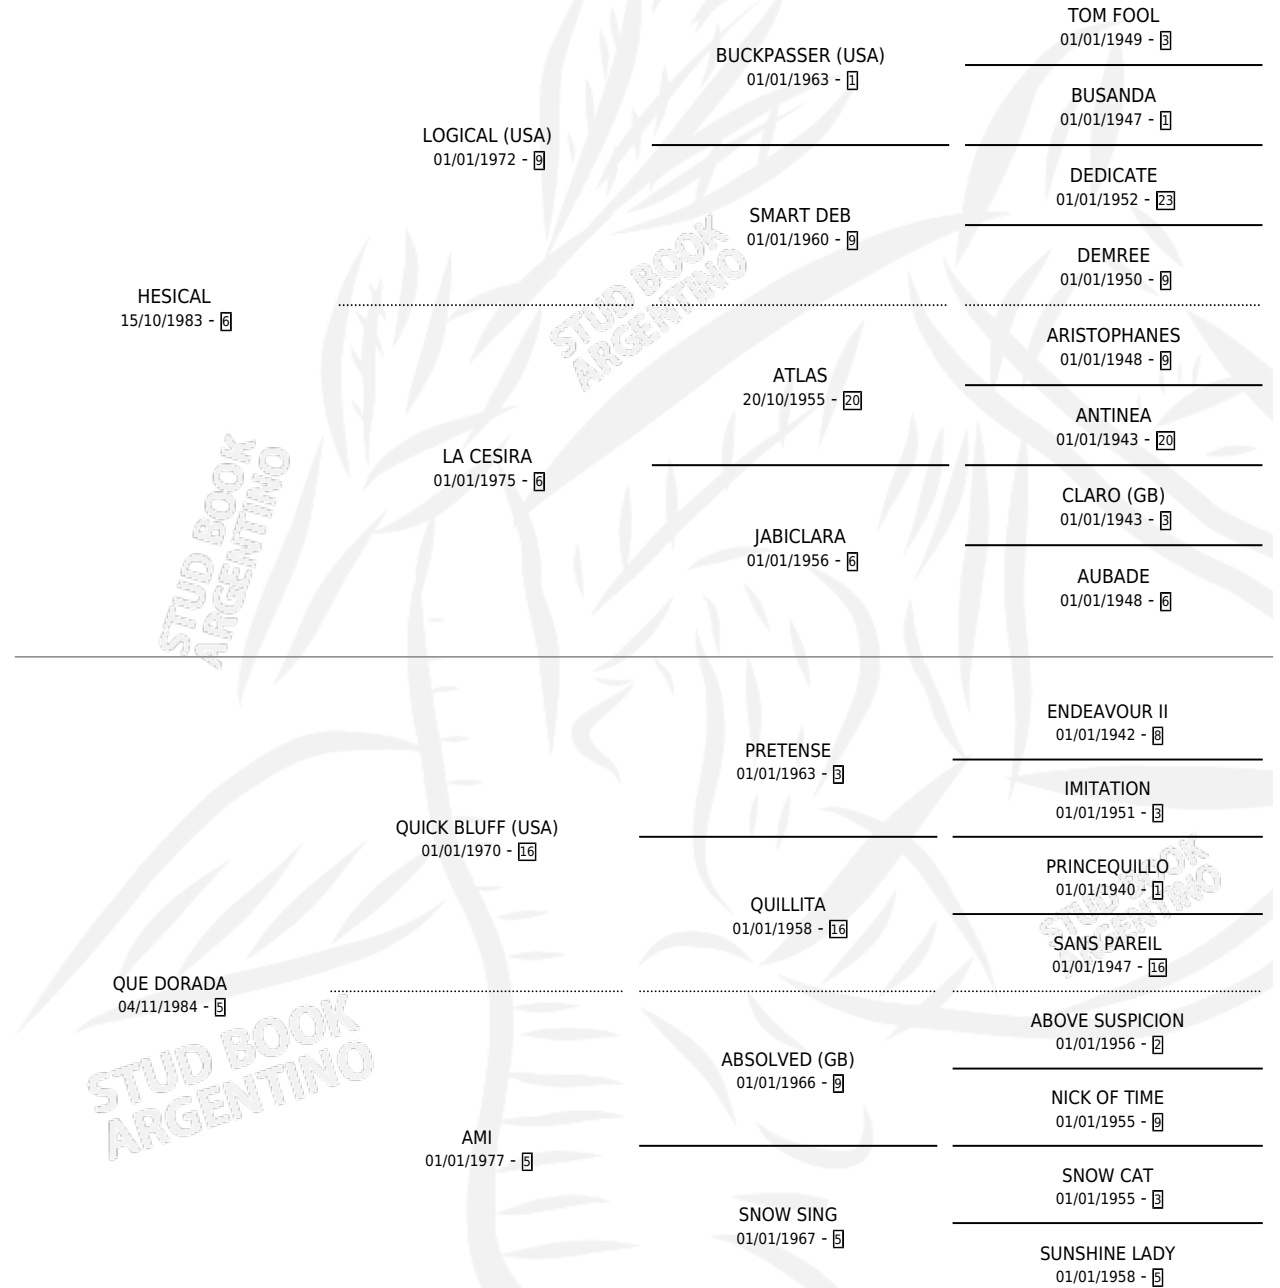 TOM FOOL
01/01/1949 - 3
BUCKPASSER (USA)
01/01/1963 - 1
BUSANDA
01/01/1947 - 1
LOGICAL (USA)
01/01/1972 - 9
DEDICATE
01/01/1952 - 23
SMART DEB
01/01/1960 - 9
DEMREE
01/01/1950 - 9
HESICAL
15/10/1983 - 6
STUD BOOK
ARGENTINO
ARISTOPHANES
01/01/1948 - 9
ATLAS
20/10/1955 - 20
ANTINEA
01/01/1943 - 20
LA CESIRA
01/01/1975 - 6
CLARO (GB)
01/01/1943 - 3
JABICLARA
01/01/1956 - 6
AUBADE
01/01/1948 - 6
STUD BOOK
ARGENTINO
ENDEAVOUR II
01/01/1942 - 8
PRETENSE
01/01/1963 - 3
IMITATION
01/01/1951 - 3
QUICK BLUFF (USA)
01/01/1970 - 16
PRINCEQUILLO
01/01/1940 - 1
QUILLITA
01/01/1958 - 16
STUD BOOK
ARGENTINO
SANS PAREIL
01/01/1947 - 16
QUE DORADA
04/11/1984 - 5
ABOVE SUSPICION
01/01/1956 - 2
ABSOLVED (GB)
01/01/1966 - 9
NICK OF TIME
01/01/1955 - 9
STUD BOOK
ARGENTINO
AMI
01/01/1977 - 5
SNOW CAT
01/01/1955 - 3
SNOW SING
01/01/1967 - 5
SUNSHINE LADY
01/01/1958 - 5